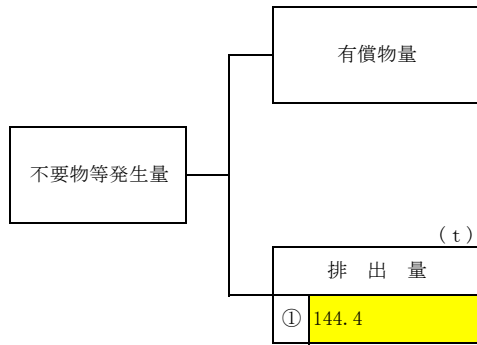 有償物量
不要物等発生量
(t)
排 出 量
① 144.4